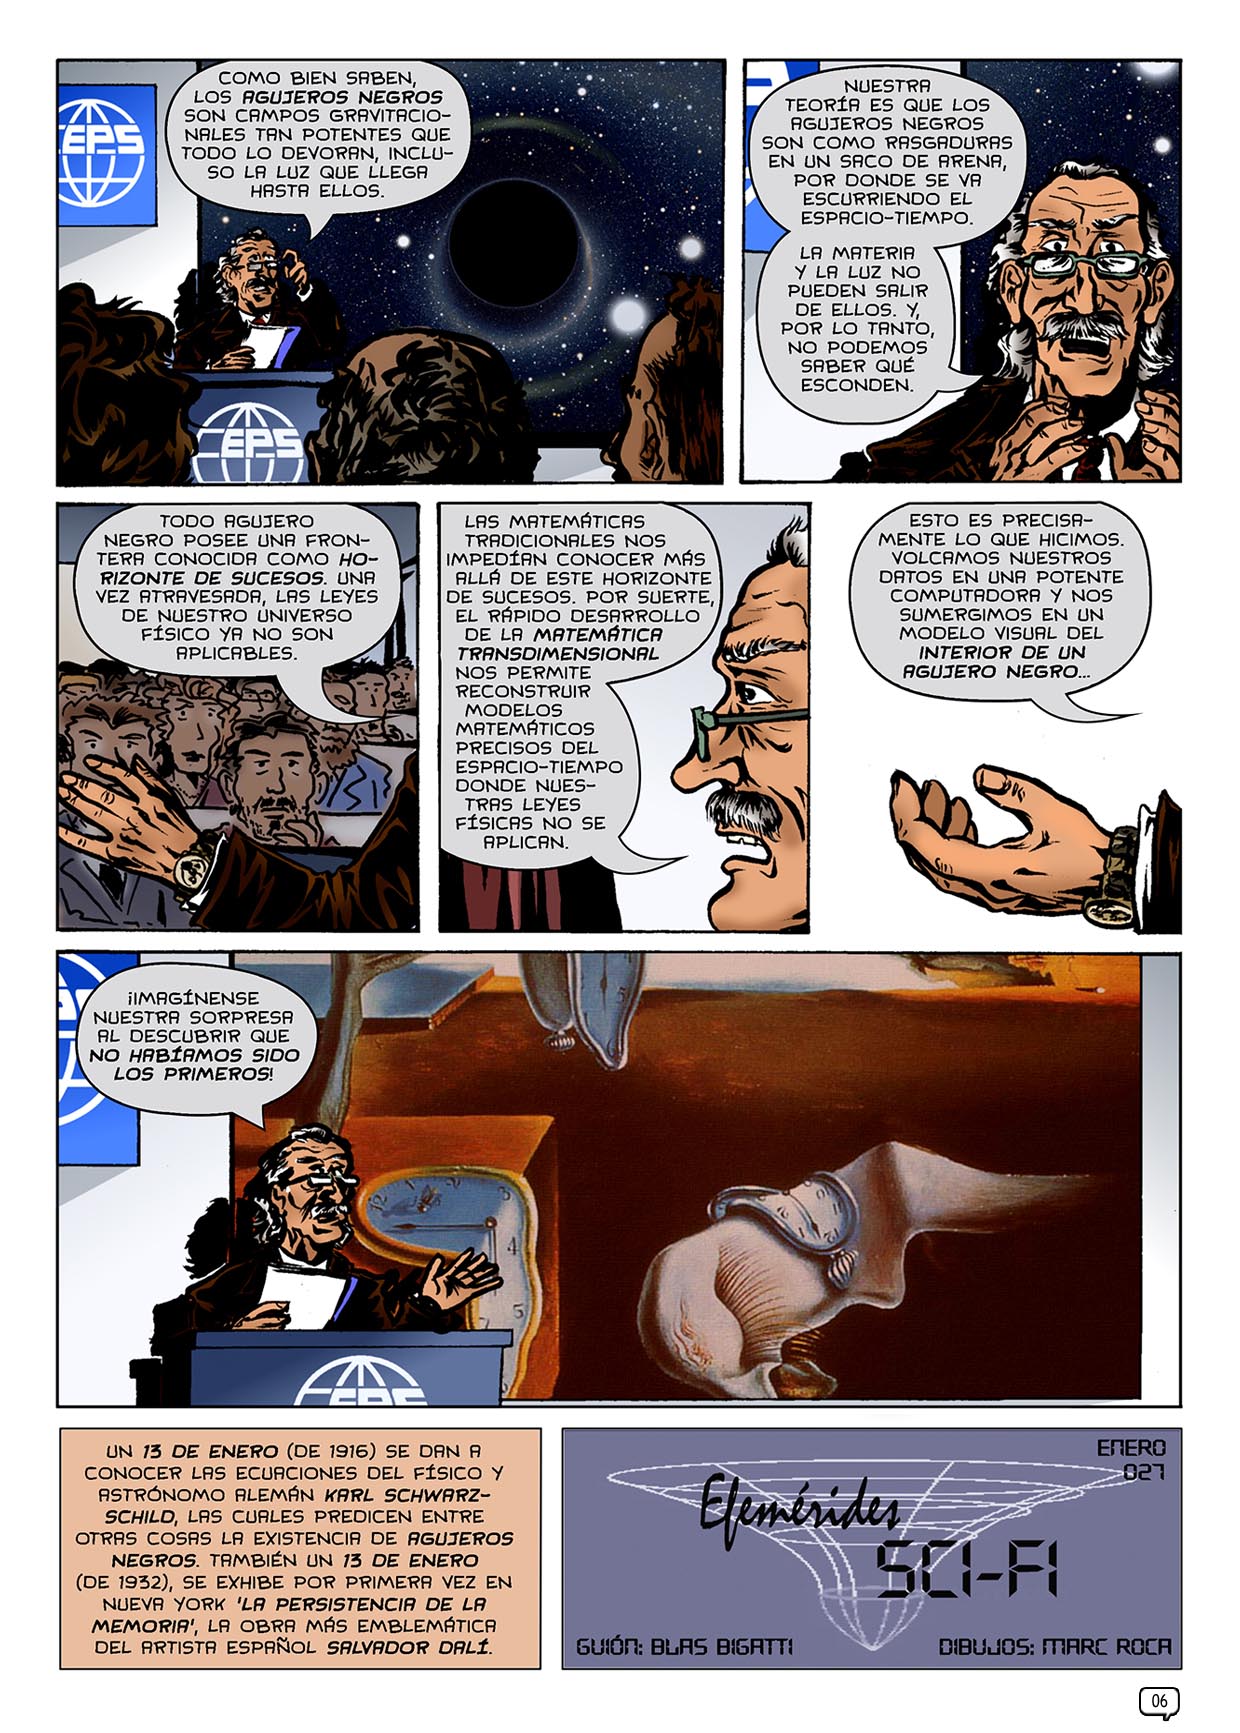 CEPS
COMO BIEN SABEN,
LOS AGUJEROS NEGROS
SON CAMPOS GRAVITACIO-
NALES TAN POTENTES QUE
TODO LO DEVORAN, INCLU-
SO LA LUZ QUE LLEGA
HASTA ELLOS.
CEPS
NUESTRA
TEORÍA ES QUE LOS
AGUJEROS NEGROS
SON COMO RASGADURAS
EN UN SACO DE ARENA,
POR DONDE SE VA
ESCURRIENDO EL
ESPACIO-TIEMPO.
LA MATERIA
Y LA LUZ NO
PUEDEN SALIR
DE ELLOS. Y,
POR LO TANTO,
NO PODEMOS
SABER QUÉ
ESCONDEN.
TODO AGUJERO
NEGRO POSEE UNA FRON-
TERA CONOCIDA COMO HO-
RIZONTE DE SUCESOS. UNA
VEZ ATRAVESADA, LAS LEYES
DE NUESTRO UNIVERSO
FÍSICO YA NO SON
APLICABLES.
LAS MATEMÁTICAS
TRADICIONALES NOS
IMPEDÍAN CONOCER MÁS
ALLÁ DE ESTE HORIZONTE
DE SUCESOS. POR SUERTE,
EL RÁPIDO DESARROLLO
DE LA MATEMÁTICA
TRANSDIMENSIONAL
NOS PERMITE
RECONSTRUIR
MODELOS
MATEMÁTICOS
PRECISOS DEL
ESPACIO-TIEMPO
DONDE NUES-
TRAS LEYES
FÍSICAS NO SE
APLICAN.
ESTO ES PRECISA-
MENTE LO QUE HICIMOS.
VOLCAMOS NUESTROS
DATOS EN UNA POTENTE
COMPUTADORA Y NOS
SUMERGIMOS EN UN
MODELO VISUAL DEL
INTERIOR DE UN
AGUJERO NEGRO...
¡IMAGÍNENSE
NUESTRA SORPRESA
AL DESCUBRIR QUE
NO HABÍAMOS SIDO
LOS PRIMEROS!
CEPS
UN 13 DE ENERO (DE 1916) SE DAN A
CONOCER LAS ECUACIONES DEL FÍSICO Y
ASTRÓNOMO ALEMÁN KARL SCHWARZ-
SCHILD, LAS CUALES PREDICEN ENTRE
OTRAS COSAS LA EXISTENCIA DE AGUJEROS
NEGROS. TAMBIÉN UN 13 DE ENERO
(DE 1932), SE EXHIBE POR PRIMERA VEZ EN
NUEVA YORK 'LA PERSISTENCIA DE LA
MEMORIA', LA OBRA MÁS EMBLEMÁTICA
DEL ARTISTA ESPAÑOL SALVADOR DALÍ.
ENERO
027
Efemérides
SCI-FI
GUIÓN: BLAS BIGATTI
DIBUJOS: MARC ROCA
06